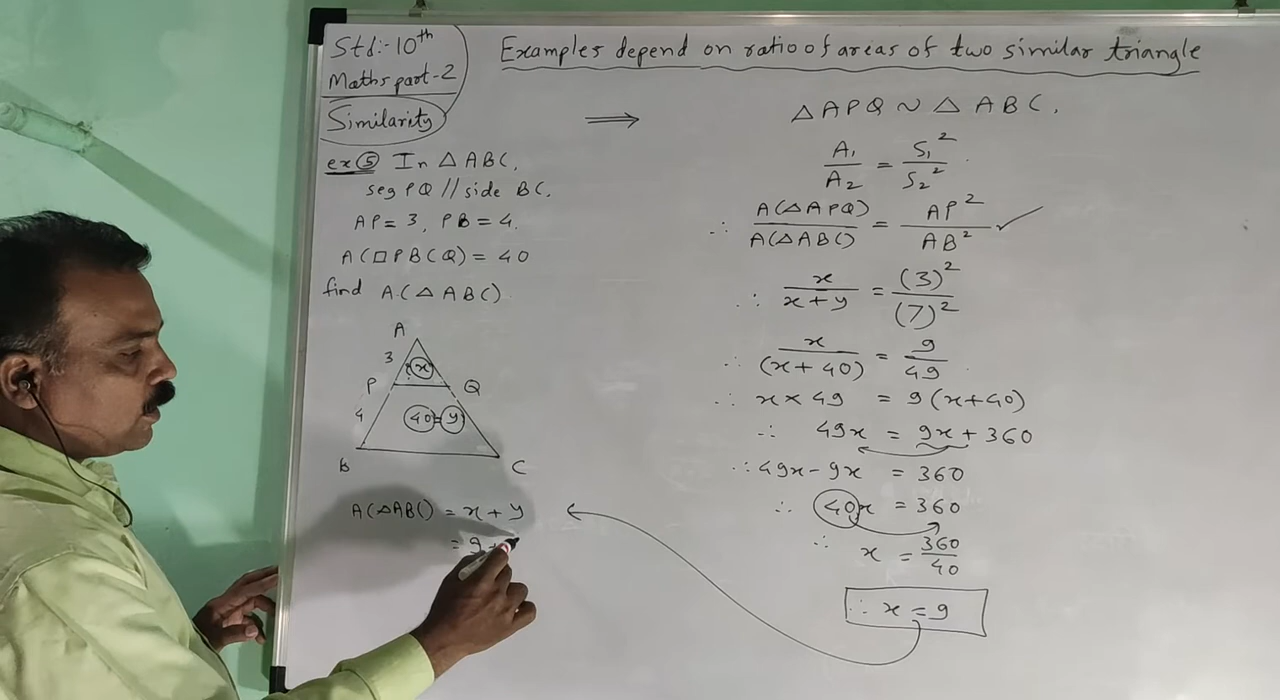 Std:- 10th
Maths part-2
Similarity
Examples depend on ratio of areas of two similar triangle
ex ⑤ In △ ABC,
seg PQ // side BC.
AP = 3, PB = 4.
A(□ PBCQ) = 40
find A.(△ ABC).
A
3
x
P
Q
4
40 = y
B
C
A(△ABC) = x + y
= 9 +
⟹ △ APQ ~ △ ABC.
A₁/A₂ = S₁²/S₂².
∴ A(△APQ)/A(△ABC) = AP²/AB² ✓
∴ x/(x+y) = (3)²/(7)²
∴ x/(x+40) = 9/49
∴ x × 49 = 9(x+40)
∴ 49x = 9x + 360
∴ 49x - 9x = 360
∴ 40x = 360
∴ x = 360/40
∴ x = 9